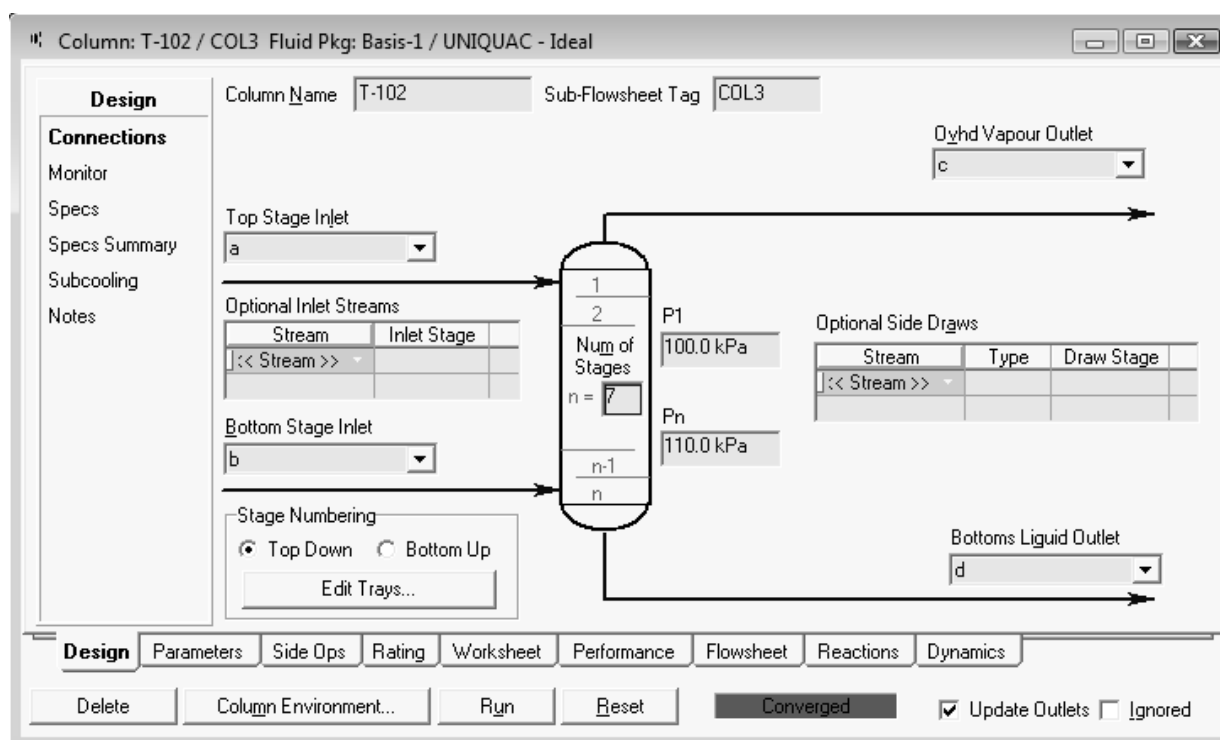 Column: T-102 / COL3 Fluid Pkg: Basis-1 / UNIQUAC - Ideal
Design
Connections
Monitor
Specs
Specs Summary
Subcooling
Notes
Column Name T-102 Sub-Flowsheet Tag COL3
Ovhd Vapour Outlet
c
Top Stage Inlet
a
Optional Inlet Streams
Stream Inlet Stage
<< Stream >>
Bottom Stage Inlet
b
Stage Numbering
Top Down Bottom Up
Edit Trays...
1
2
Num of
Stages
n = 7
n-1
n
P1
100.0 kPa
Pn
110.0 kPa
Optional Side Draws
Stream Type Draw Stage
<< Stream >>
Bottoms Liquid Outlet
d
Design Parameters Side Ops Rating Worksheet Performance Flowsheet Reactions Dynamics
Delete Column Environment... Run Reset Converged Update Outlets Ignored